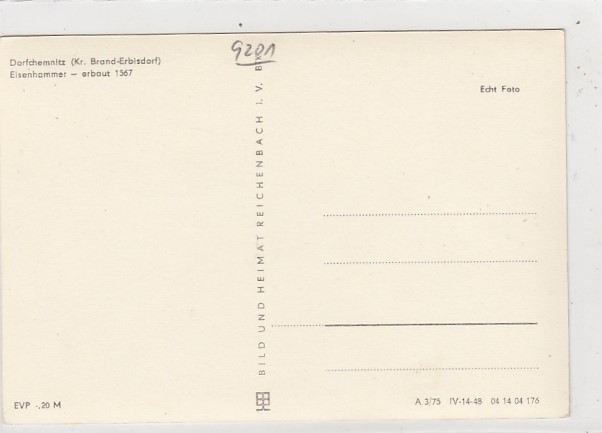 Dorfchemnitz (Kr. Brand-Erbisdorf)
Eisenhammer – erbaut 1567
9201
BILD UND HEIMAT REICHENBACH I. V. BX
Echt Foto
EVP -,20 M
A 3/75 IV-14-48 04 14 04 176